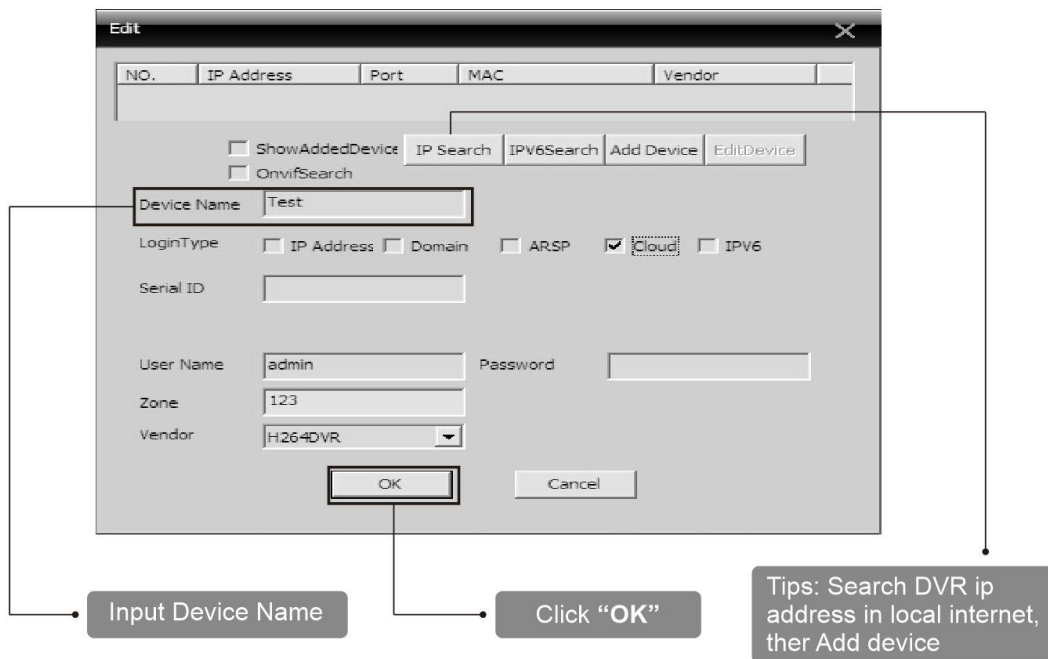 Edit
NO. IP Address Port MAC Vendor
ShowAddedDevice IP Search IPV6Search Add Device EditDevice
OnvifSearch
Device Name Test
LoginType IP Address Domain ARSP Cloud IPV6
Serial ID
User Name admin Password
Zone 123
Vendor H264DVR
OK Cancel
Input Device Name
Click “OK”
Tips: Search DVR ip
address in local internet,
ther Add device